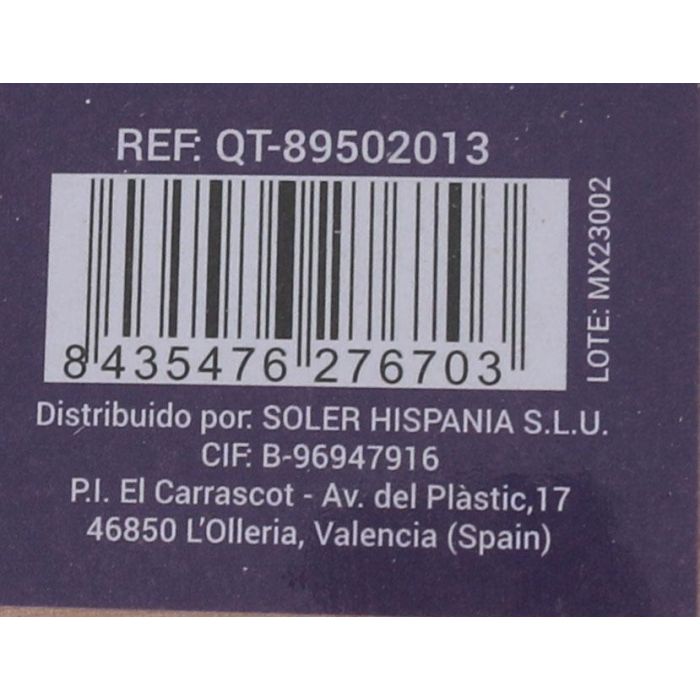 REF: QT-89502013
LOTE: MX23002
8 435476 276703
Distribuido por: SOLER HISPANIA S.L.U.
CIF: B-96947916
P.I. El Carrascot - Av. del Plàstic,17
46850 L'Olleria, Valencia (Spain)